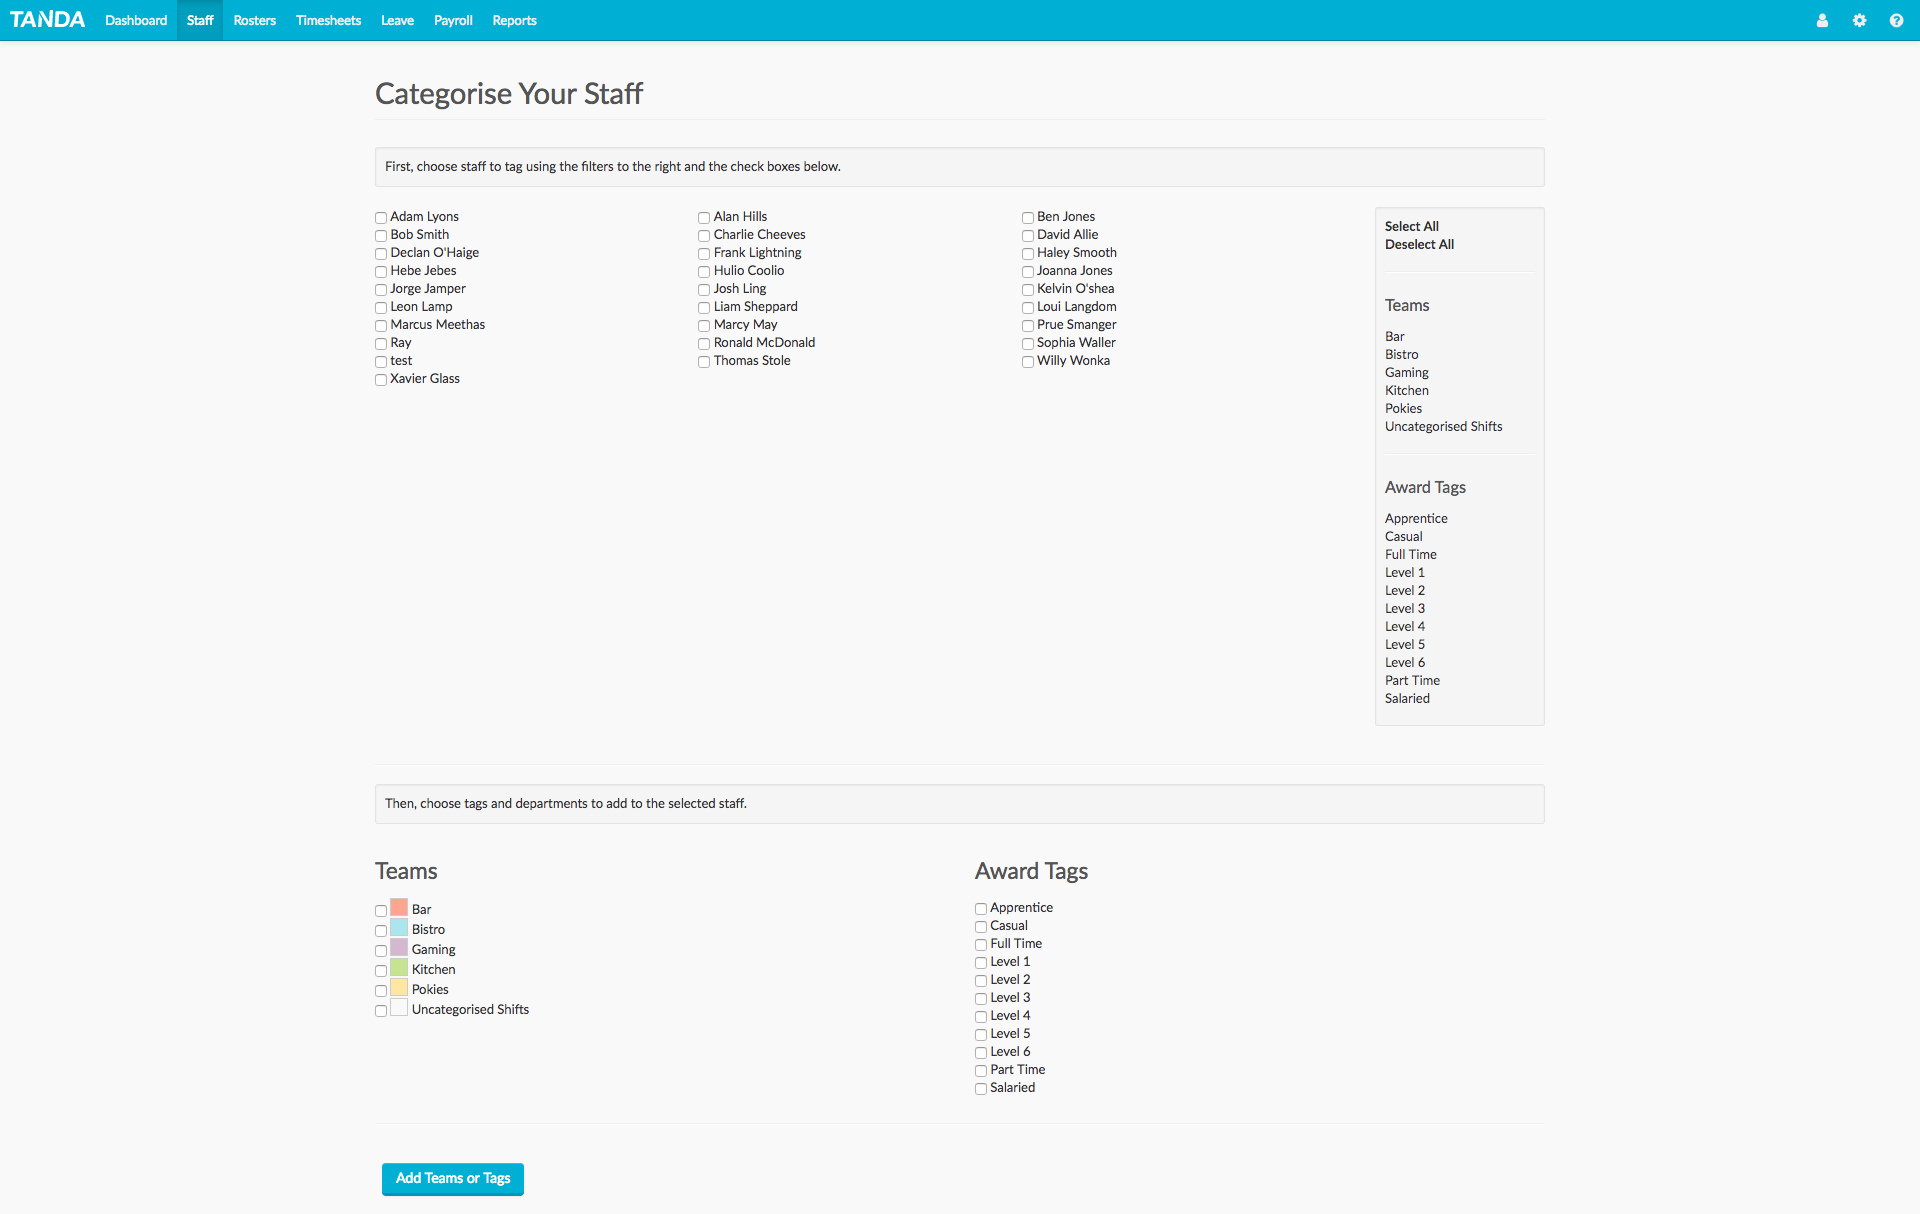 TANDA Dashboard Staff Rosters Timesheets Leave Payroll Reports
Categorise Your Staff
First, choose staff to tag using the filters to the right and the check boxes below.
Adam Lyons
Bob Smith
Declan O'Haige
Hebe Jebes
Jorge Jamper
Leon Lamp
Marcus Meethas
Ray
test
Xavier Glass
Alan Hills
Charlie Cheeves
Frank Lightning
Hulio Coolio
Josh Ling
Liam Sheppard
Marcy May
Ronald McDonald
Thomas Stole
Ben Jones
David Allie
Haley Smooth
Joanna Jones
Kelvin O'shea
Loui Langdom
Prue Smanger
Sophia Waller
Willy Wonka
Select All
Deselect All
Teams
Bar
Bistro
Gaming
Kitchen
Pokies
Uncategorised Shifts
Award Tags
Apprentice
Casual
Full Time
Level 1
Level 2
Level 3
Level 4
Level 5
Level 6
Part Time
Salaried
Then, choose tags and departments to add to the selected staff.
Teams
Bar
Bistro
Gaming
Kitchen
Pokies
Uncategorised Shifts
Award Tags
Apprentice
Casual
Full Time
Level 1
Level 2
Level 3
Level 4
Level 5
Level 6
Part Time
Salaried
Add Teams or Tags